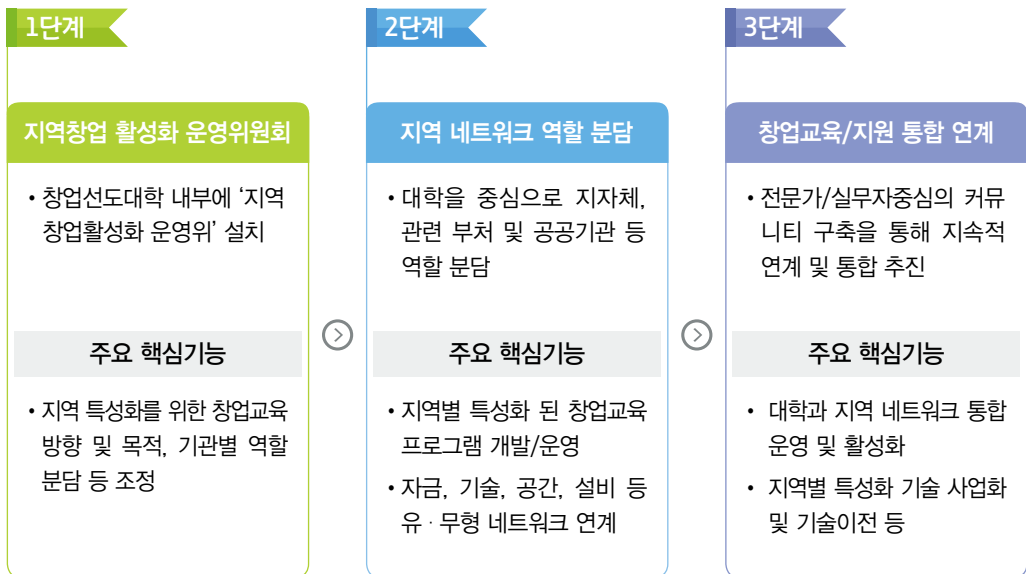 1단계
지역창업 활성화 운영위원회
• 창업선도대학 내부에 ‘지역
창업활성화 운영위’ 설치
주요 핵심기능
• 지역 특성화를 위한 창업교육
방향 및 목적, 기관별 역할
분담 등 조정
2단계
지역 네트워크 역할 분담
• 대학을 중심으로 지자체,
관련 부처 및 공공기관 등
역할 분담
주요 핵심기능
• 지역별 특성화 된 창업교육
프로그램 개발/운영
• 자금, 기술, 공간, 설비 등
유·무형 네트워크 연계
3단계
창업교육/지원 통합 연계
• 전문가/실무자중심의 커뮤
니티 구축을 통해 지속적
연계 및 통합 추진
주요 핵심기능
• 대학과 지역 네트워크 통합
운영 및 활성화
• 지역별 특성화 기술 사업화
및 기술이전 등